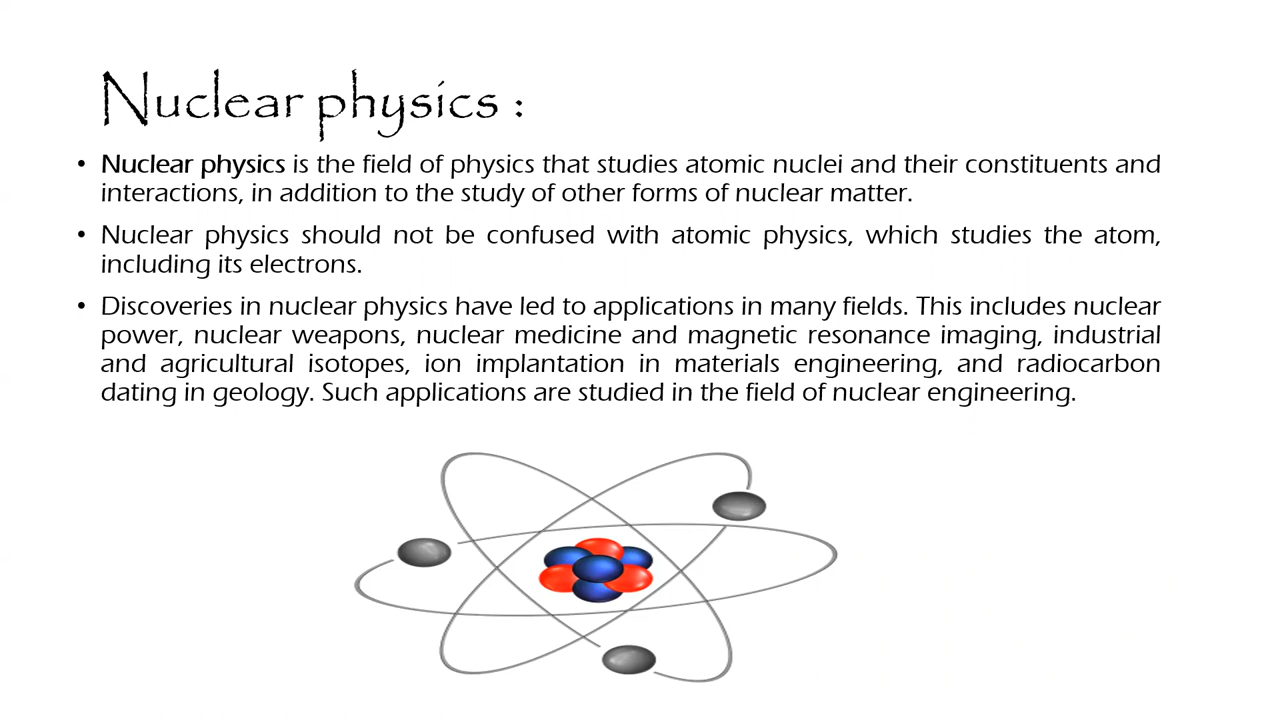 Nuclear physics :
• Nuclear physics is the field of physics that studies atomic nuclei and their constituents and
interactions, in addition to the study of other forms of nuclear matter.
• Nuclear physics should not be confused with atomic physics, which studies the atom,
including its electrons.
• Discoveries in nuclear physics have led to applications in many fields. This includes nuclear
power, nuclear weapons, nuclear medicine and magnetic resonance imaging, industrial
and agricultural isotopes, ion implantation in materials engineering, and radiocarbon
dating in geology. Such applications are studied in the field of nuclear engineering.